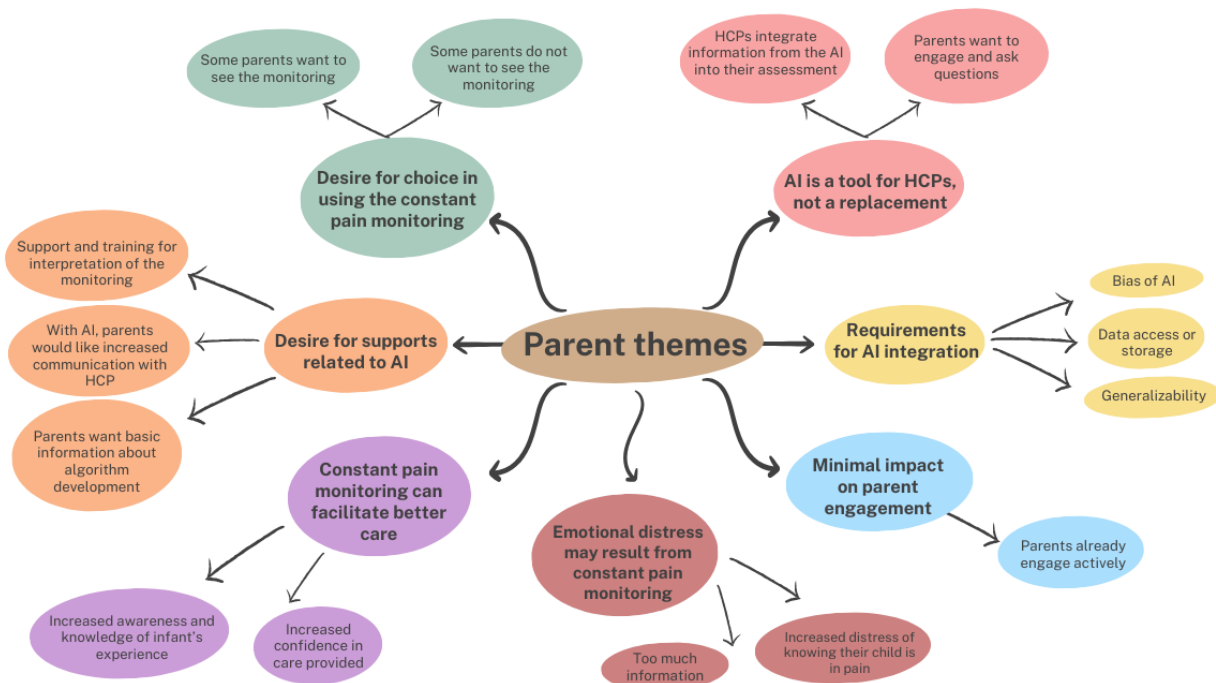 Some parents want to
see the monitoring
Some parents do not
want to see the
monitoring
HCPs integrate
information from the AI
into their assessment
Parents want to
engage and ask
questions
Desire for choice in
using the constant
pain monitoring
AI is a tool for HCPs,
not a replacement
Support and training for
interpretation of the
monitoring
With AI, parents
would like increased
communication with
HCP
Parents want basic
information about
algorithm
development
Desire for supports
related to AI
Parent themes
Requirements
for AI integration
Bias of AI
Data access or
storage
Generalizability
Constant pain
monitoring can
facilitate better
care
Minimal impact
on parent
engagement
Emotional distress
may result from
constant pain
monitoring
Parents already
engage actively
Increased awareness and
knowledge of infant's
experience
Increased
confidence in
care provided
Too much
information
Increased distress of
knowing their child is
in pain